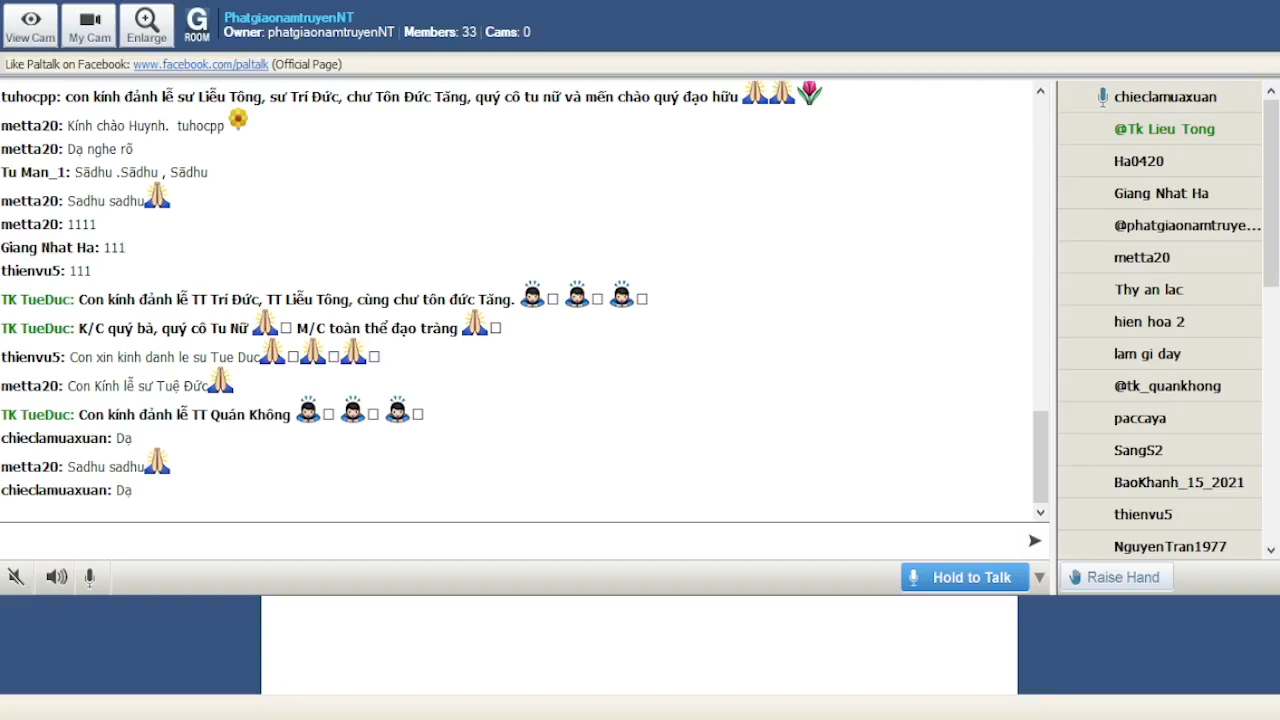 View Cam
My Cam
Enlarge
G
ROOM
PhatgiaonamtruyenNT
Owner: phatgiaonamtruyenNT | Members: 33 | Cams: 0
Like Paltalk on Facebook: www.facebook.com/paltalk (Official Page)
tuhocpp: con kính đảnh lễ sư Liễu Tông, sư Trí Đức, chư Tôn Đức Tăng, quý cô tu nữ và mến chào quý đạo hữu
metta20: Kính chào Huynh. tuhocpp
metta20: Dạ nghe rõ
Tu Man_1: Sādhu .Sādhu , Sādhu
metta20: Sadhu sadhu
metta20: 1111
Giang Nhat Ha: 111
thienvu5: 111
TK TueDuc: Con kính đảnh lễ TT Trí Đức, TT Liễu Tông, cùng chư tôn đức Tăng.
TK TueDuc: K/C quý bà, quý cô Tu Nữ M/C toàn thể đạo tràng
thienvu5: Con xin kinh danh le su Tue Duc
metta20: Con Kính lễ sư Tuệ Đức
TK TueDuc: Con kính đảnh lễ TT Quán Không
chieclamuaxuan: Dạ
metta20: Sadhu sadhu
chieclamuaxuan: Dạ
chieclamuaxuan
@Tk Lieu Tong
Ha0420
Giang Nhat Ha
@phatgiaonamtruye...
metta20
Thy an lac
hien hoa 2
lam gi day
@tk_quankhong
paccaya
SangS2
BaoKhanh_15_2021
thienvu5
NguyenTran1977
Hold to Talk
Raise Hand